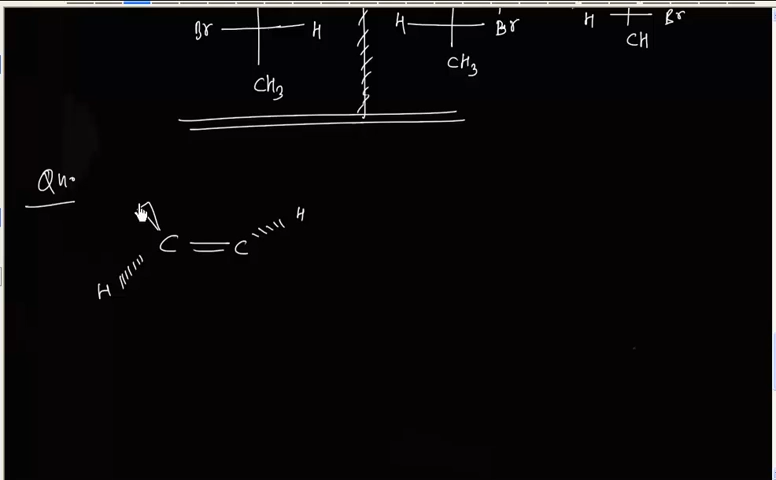 Br H H Br H Br
CH3 CH3 CH
Qn.
H
C = C
H